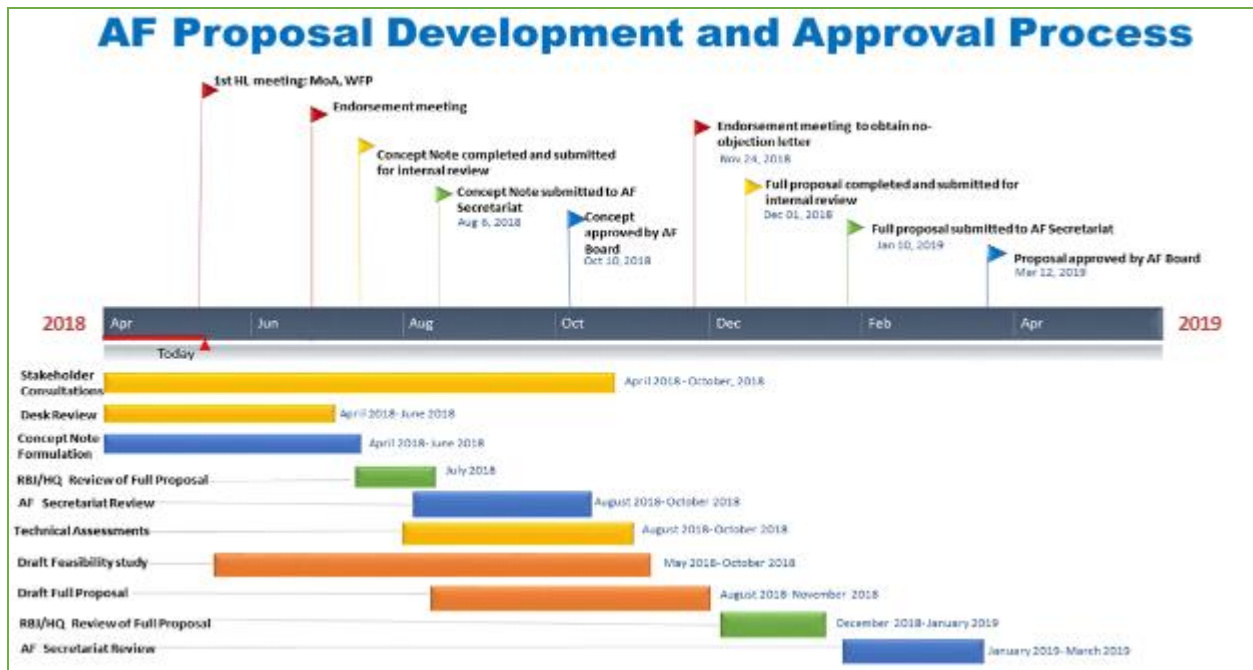 AF Proposal Development and Approval Process
1st HL meeting: MoA, WFP
Endorsement meeting
Concept Note completed and submitted
for internal review
Concept Note submitted to AF
Secretariat
Aug 6, 2018
Concept
approved by AF
Board
Oct 10, 2018
Endorsement meeting to obtain no-
objection letter
Nov 24, 2018
Full proposal completed and submitted for
internal review
Dec 01, 2018
Full proposal submitted to AF Secretariat
Jan 10, 2019
Proposal approved by AF Board
Mar 12, 2019
2018 Apr Jun Aug Oct Dec Feb Apr 2019
Today
Stakeholder
Consultations
April 2018- October, 2018
Desk Review
April 2018- June 2018
Concept Note
Formulation
April 2018- June 2018
RBJ/HQ Review of Full Proposal
July 2018
AF Secretariat Review
August 2018- October 2018
Technical Assessments
August 2018- October 2018
Draft Feasibility study
May 2018- October 2018
Draft Full Proposal
August 2018- November 2018
RBJ/HQ Review of Full Proposal
December 2018- January 2019
AF Secretariat Review
January 2019- March 2019